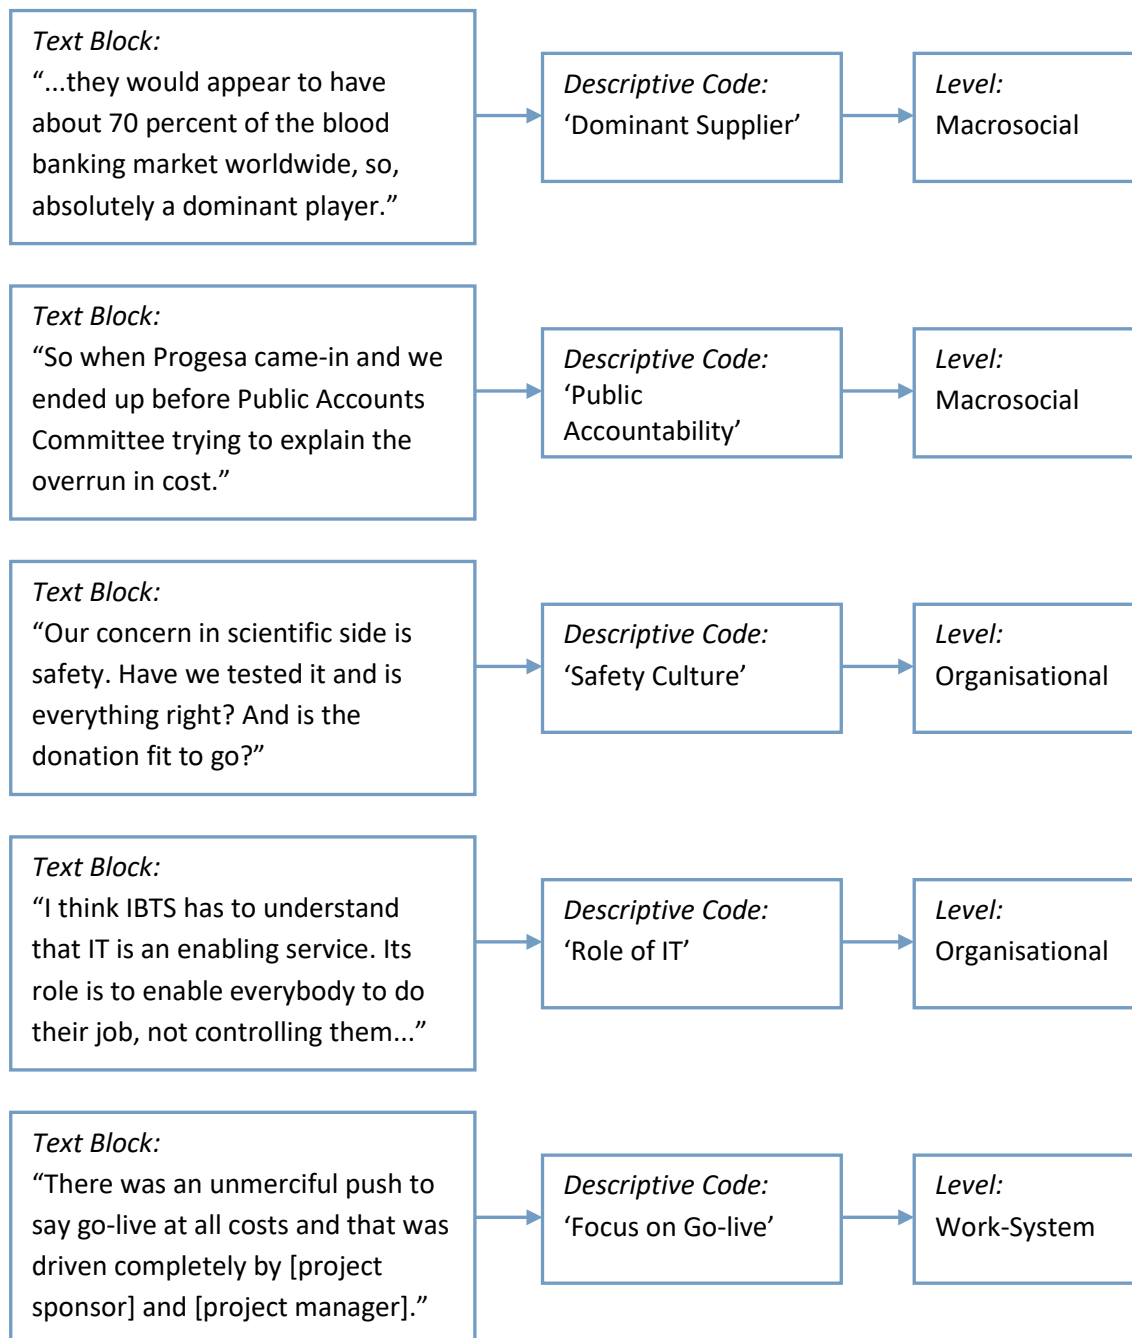 Text Block:
“...they would appear to have
about 70 percent of the blood
banking market worldwide, so,
absolutely a dominant player.”
Descriptive Code:
‘Dominant Supplier’
Level:
Macrosocial
Text Block:
“So when Progesa came-in and we
ended up before Public Accounts
Committee trying to explain the
overrun in cost.”
Descriptive Code:
‘Public
Accountability’
Level:
Macrosocial
Text Block:
“Our concern in scientific side is
safety. Have we tested it and is
everything right? And is the
donation fit to go?”
Descriptive Code:
‘Safety Culture’
Level:
Organisational
Text Block:
“I think IBTS has to understand
that IT is an enabling service. Its
role is to enable everybody to do
their job, not controlling them...”
Descriptive Code:
‘Role of IT’
Level:
Organisational
Text Block:
“There was an unmerciful push to
say go-live at all costs and that was
driven completely by [project
sponsor] and [project manager].”
Descriptive Code:
‘Focus on Go-live’
Level:
Work-System